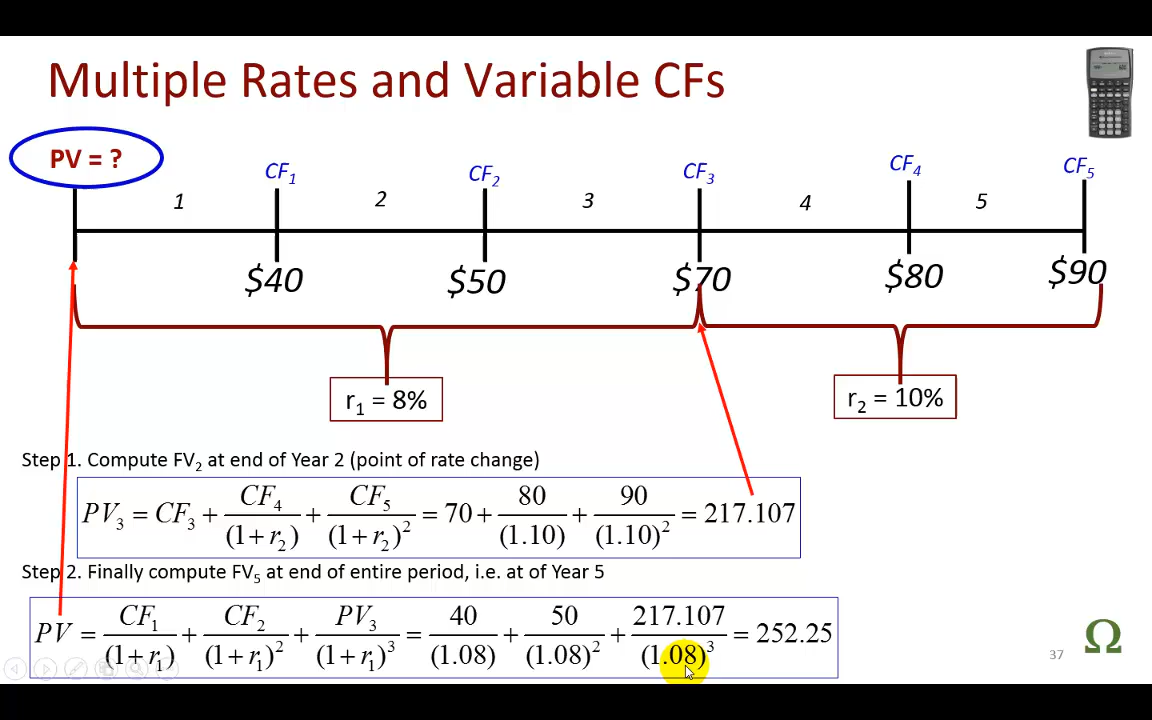 Multiple Rates and Variable CFs
PV = ?
CF₁ CF₂ CF₃ CF₄ CF₅
1 2 3 4 5
$40 $50 $70 $80 $90
r₁ = 8% r₂ = 10%
Step 1. Compute FV₂ at end of Year 2 (point of rate change)
PV₃ = CF₃ + CF₄/(1+r₂) + CF₅/(1+r₂)² = 70 + 80/(1.10) + 90/(1.10)² = 217.107
Step 2. Finally compute FV₅ at end of entire period, i.e. at of Year 5
PV = CF₁/(1+r₁) + CF₂/(1+r₁)² + PV₃/(1+r₁)³ = 40/(1.08) + 50/(1.08)² + 217.107/(1.08)³ = 252.25
37
Ω